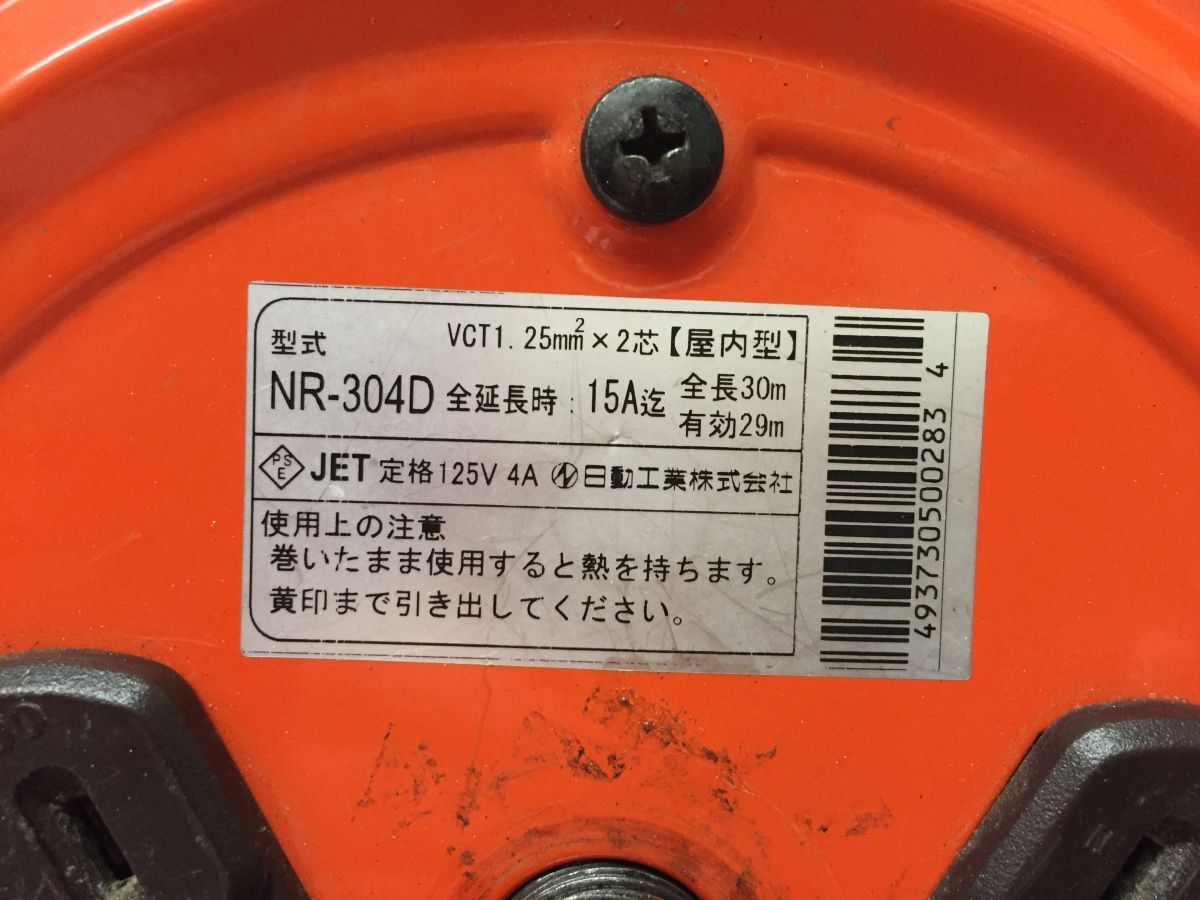 型式 VCT1.25mm²×2芯【屋内型】
NR-304D 全延長時:15A迄 全長30m
有効29m
PSE JET 定格125V 4A 日動工業株式会社
使用上の注意
巻いたまま使用すると熱を持ちます。
黄印まで引き出してください。
4937305002834